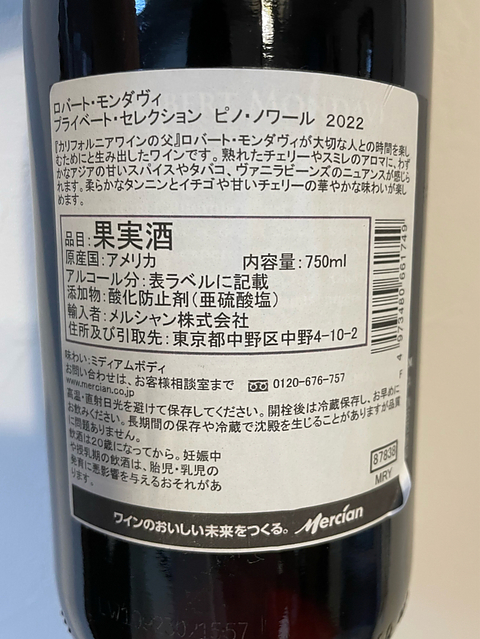 ロバート・モンダヴィ
プライベート・セレクション ピノ・ノワール 2022
『カリフォルニアワインの父』ロバート・モンダヴィが大切な人との時間を楽し
むためにと生み出したワインです。熟れたチェリーやスミレのアロマに、わず
かなアジアの甘いスパイスやタバコ、ヴァニラビーンズのニュアンスが感じら
れます。柔らかなタンニンとイチゴや甘いチェリーの華やかな味わいが楽し
めます。
品目:果実酒
原産国:アメリカ 内容量:750ml
アルコール分:表ラベルに記載
添加物:酸化防止剤(亜硫酸塩)
輸入者:メルシャン株式会社
住所及び引取先:東京都中野区中野4-10-2
4 973480 661749
F
味わい:ミディアムボディ
お問い合わせは、お客様相談室まで 0120-676-757
www.mercian.co.jp
高温・直射日光を避けて保存してください。開栓後は冷蔵保存し、お早めに
お飲みください。長期間の保存や冷蔵で沈殿を生じることがありますが品質
に問題ありません。
飲酒は20歳になってから。妊娠中
や授乳期の飲酒は、胎児・乳児の
発育に悪影響を与えるおそれがあ
ります。
87838
MRY
ワインのおいしい未来をつくる。 Mercian